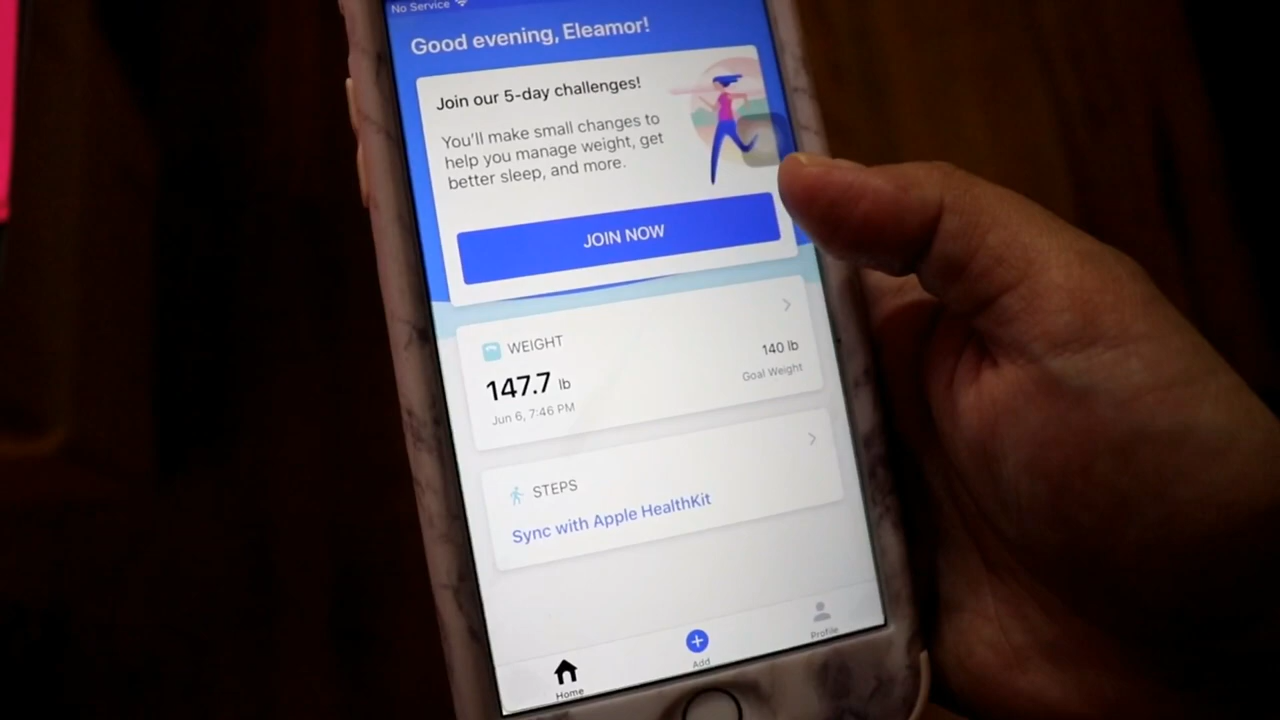 No Service
Good evening, Eleamor!
Join our 5-day challenges!
You'll make small changes to
help you manage weight, get
better sleep, and more.
JOIN NOW
WEIGHT
147.7 lb
Jun 6, 7:46 PM
140 lb
Goal Weight
STEPS
Sync with Apple HealthKit
Home
Add
Profile